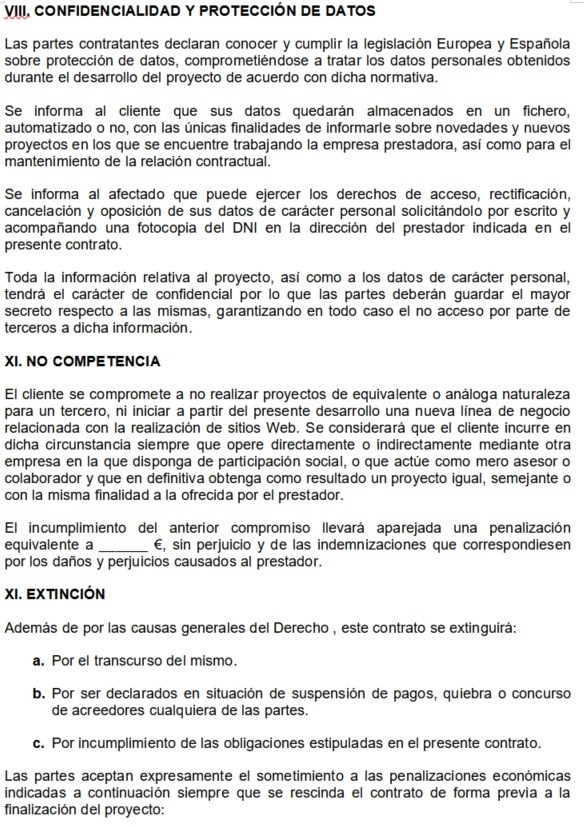 VIII. CONFIDENCIALIDAD Y PROTECCIÓN DE DATOS
Las partes contratantes declaran conocer y cumplir la legislación Europea y Española
sobre protección de datos, comprometiéndose a tratar los datos personales obtenidos
durante el desarrollo del proyecto de acuerdo con dicha normativa.
Se informa al cliente que sus datos quedarán almacenados en un fichero,
automatizado o no, con las únicas finalidades de informarle sobre novedades y nuevos
proyectos en los que se encuentre trabajando la empresa prestadora, así como para el
mantenimiento de la relación contractual.
Se informa al afectado que puede ejercer los derechos de acceso, rectificación,
cancelación y oposición de sus datos de carácter personal solicitándolo por escrito y
acompañando una fotocopia del DNI en la dirección del prestador indicada en el
presente contrato.
Toda la información relativa al proyecto, así como a los datos de carácter personal,
tendrá el carácter de confidencial por lo que las partes deberán guardar el mayor
secreto respecto a las mismas, garantizando en todo caso el no acceso por parte de
terceros a dicha información.
XI. NO COMPETENCIA
El cliente se compromete a no realizar proyectos de equivalente o análoga naturaleza
para un tercero, ni iniciar a partir del presente desarrollo una nueva línea de negocio
relacionada con la realización de sitios Web. Se considerará que el cliente incurre en
dicha circunstancia siempre que opere directamente o indirectamente mediante otra
empresa en la que disponga de participación social, o que actúe como mero asesor o
colaborador y que en definitiva obtenga como resultado un proyecto igual, semejante o
con la misma finalidad a la ofrecida por el prestador.
El incumplimiento del anterior compromiso llevará aparejada una penalización
equivalente a ______ €, sin perjuicio y de las indemnizaciones que correspondiesen
por los daños y perjuicios causados al prestador.
XI. EXTINCIÓN
Además de por las causas generales del Derecho , este contrato se extinguirá:
a. Por el transcurso del mismo.
b. Por ser declarados en situación de suspensión de pagos, quiebra o concurso
de acreedores cualquiera de las partes.
c. Por incumplimiento de las obligaciones estipuladas en el presente contrato.
Las partes aceptan expresamente el sometimiento a las penalizaciones económicas
indicadas a continuación siempre que se rescinda el contrato de forma previa a la
finalización del proyecto: